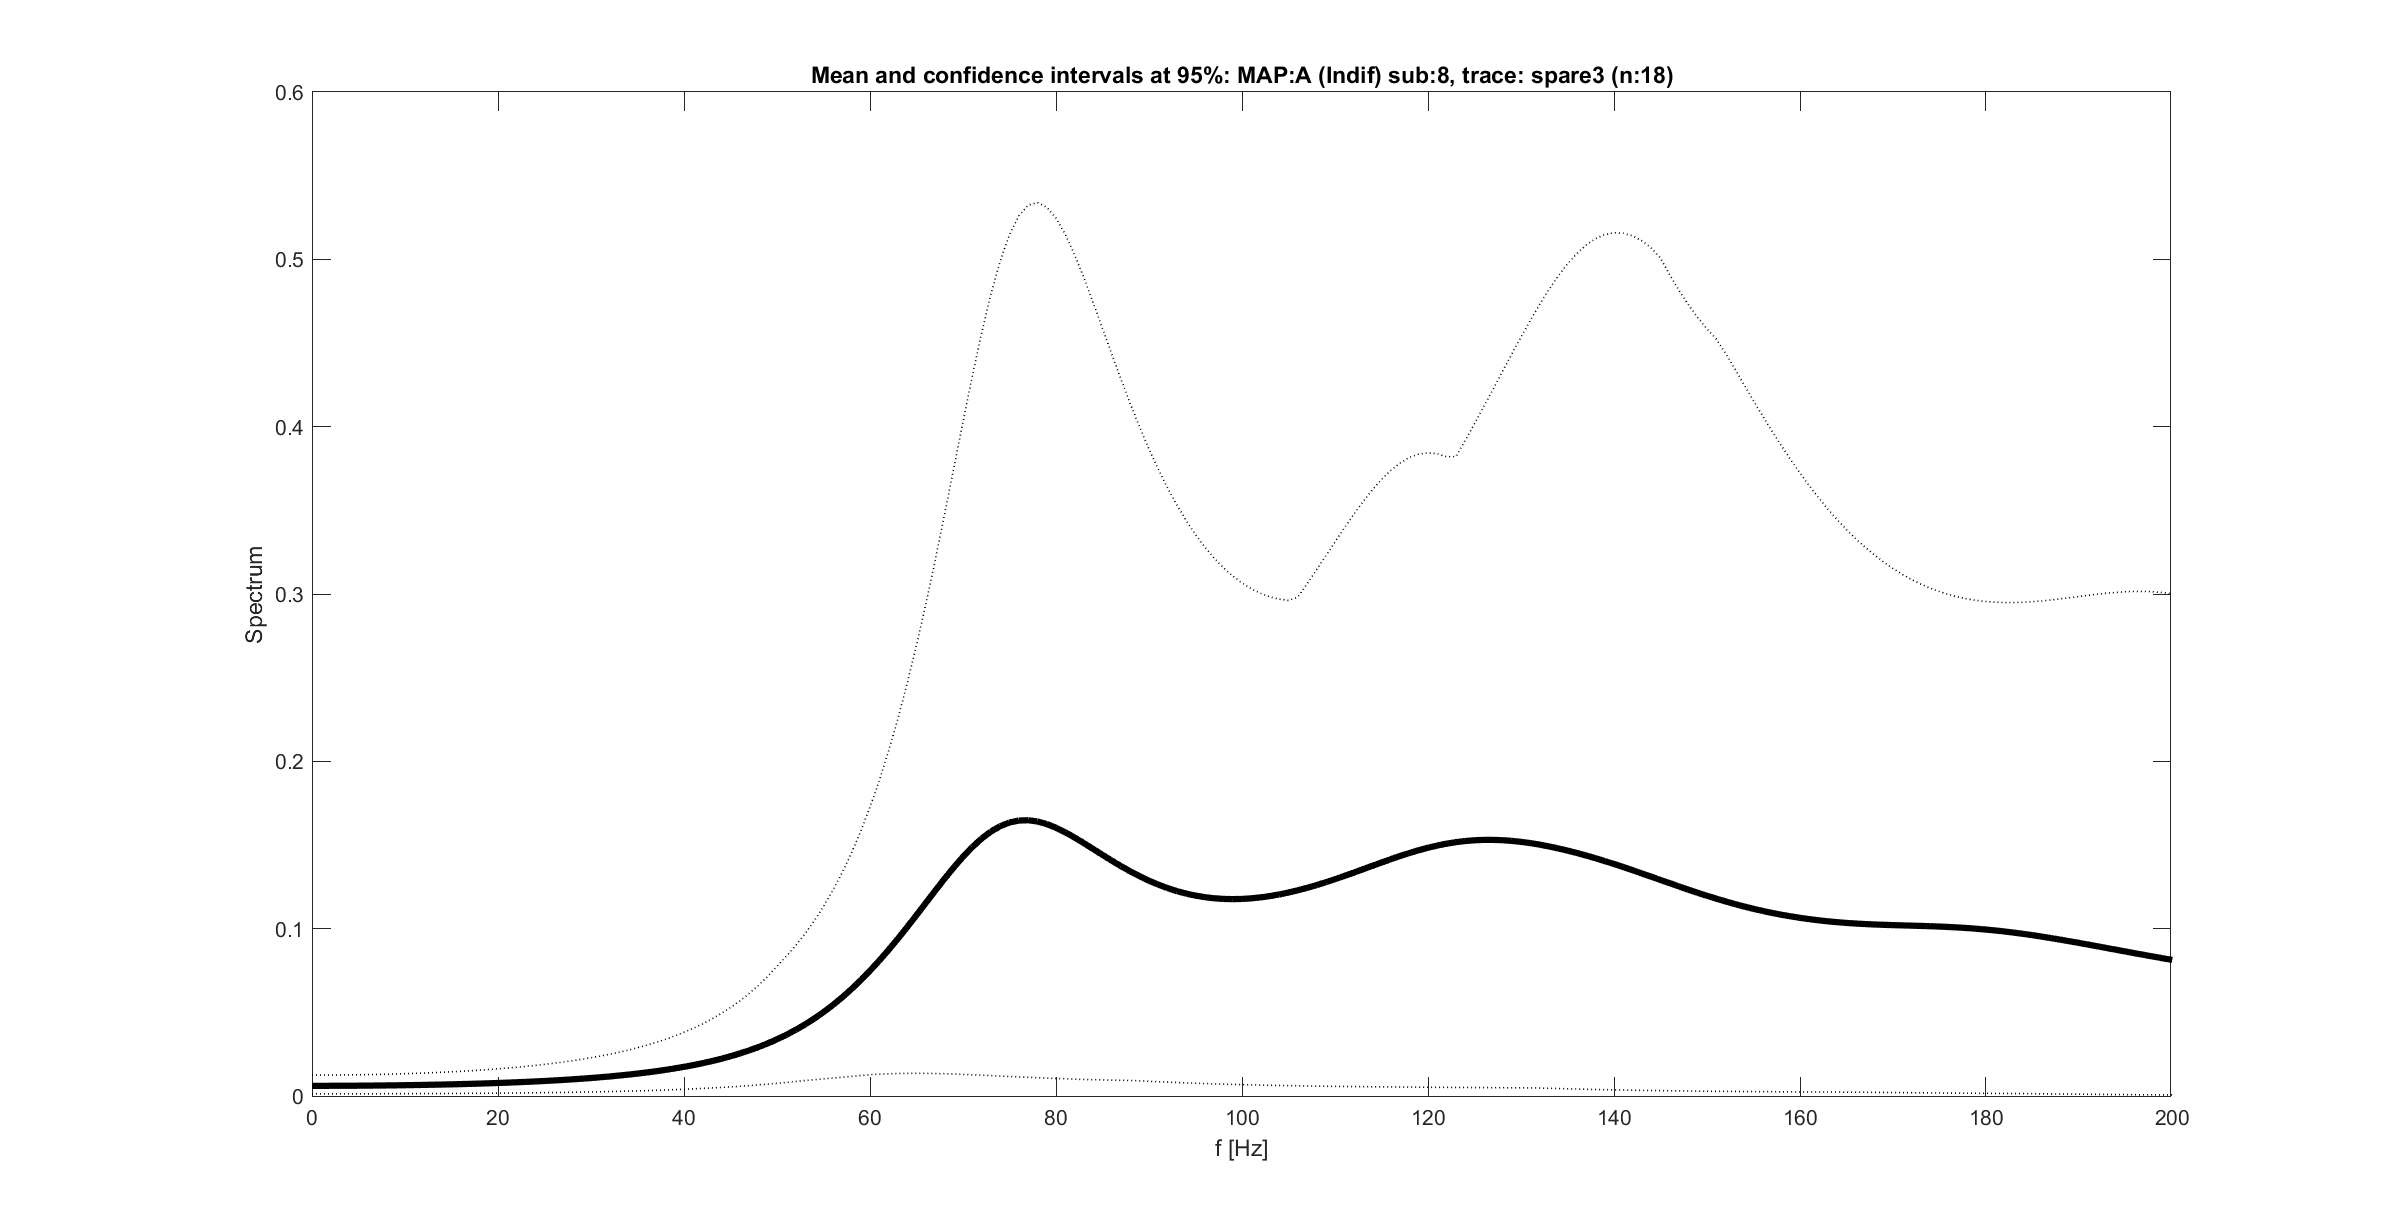 Mean and confidence intervals at 95%: MAP:A (Indif) sub:8, trace: spare3 (n:18)
0.6
0.5
0.4
0.3
0.2
0.1
0
Spectrum
0 20 40 60 80 100 120 140 160 180 200
f [Hz]